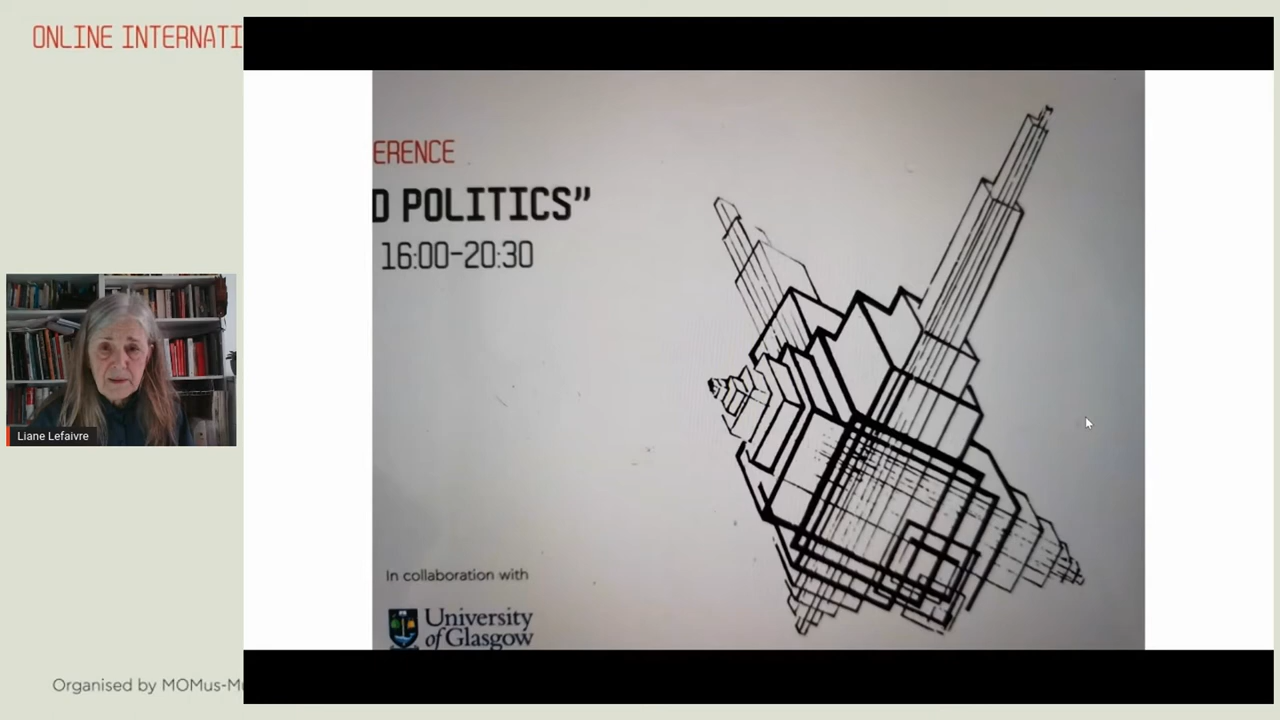 ONLINE INTERNATI
ERENCE
D POLITICS”
16:00-20:30
Liane Lefaivre
In collaboration with
University
of Glasgow
Organised by MOMus-Mu